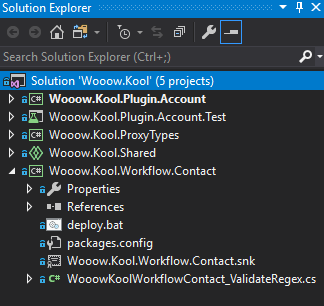 Solution Explorer
Search Solution Explorer (Ctrl+;)
Solution 'Wooow.Kool' (5 projects)
Wooow.Kool.Plugin.Account
Wooow.Kool.Plugin.Account.Test
Wooow.Kool.ProxyTypes
Wooow.Kool.Shared
Wooow.Kool.Workflow.Contact
Properties
References
deploy.bat
packages.config
Wooow.Kool.Workflow.Contact.snk
WooowKoolWorkflowContact_ValidateRegex.cs